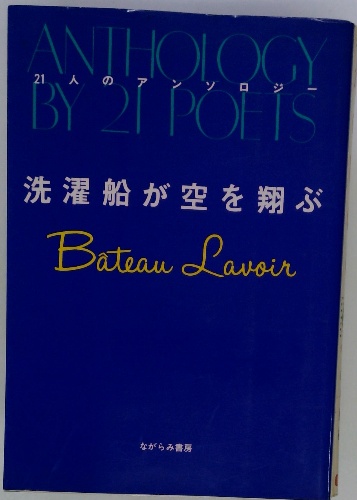 ANTHOLOGY
21人のアンソロジー
BY 21 POETS
洗濯船が空を翔ぶ
Bâteau Lavoir
ながらみ書房